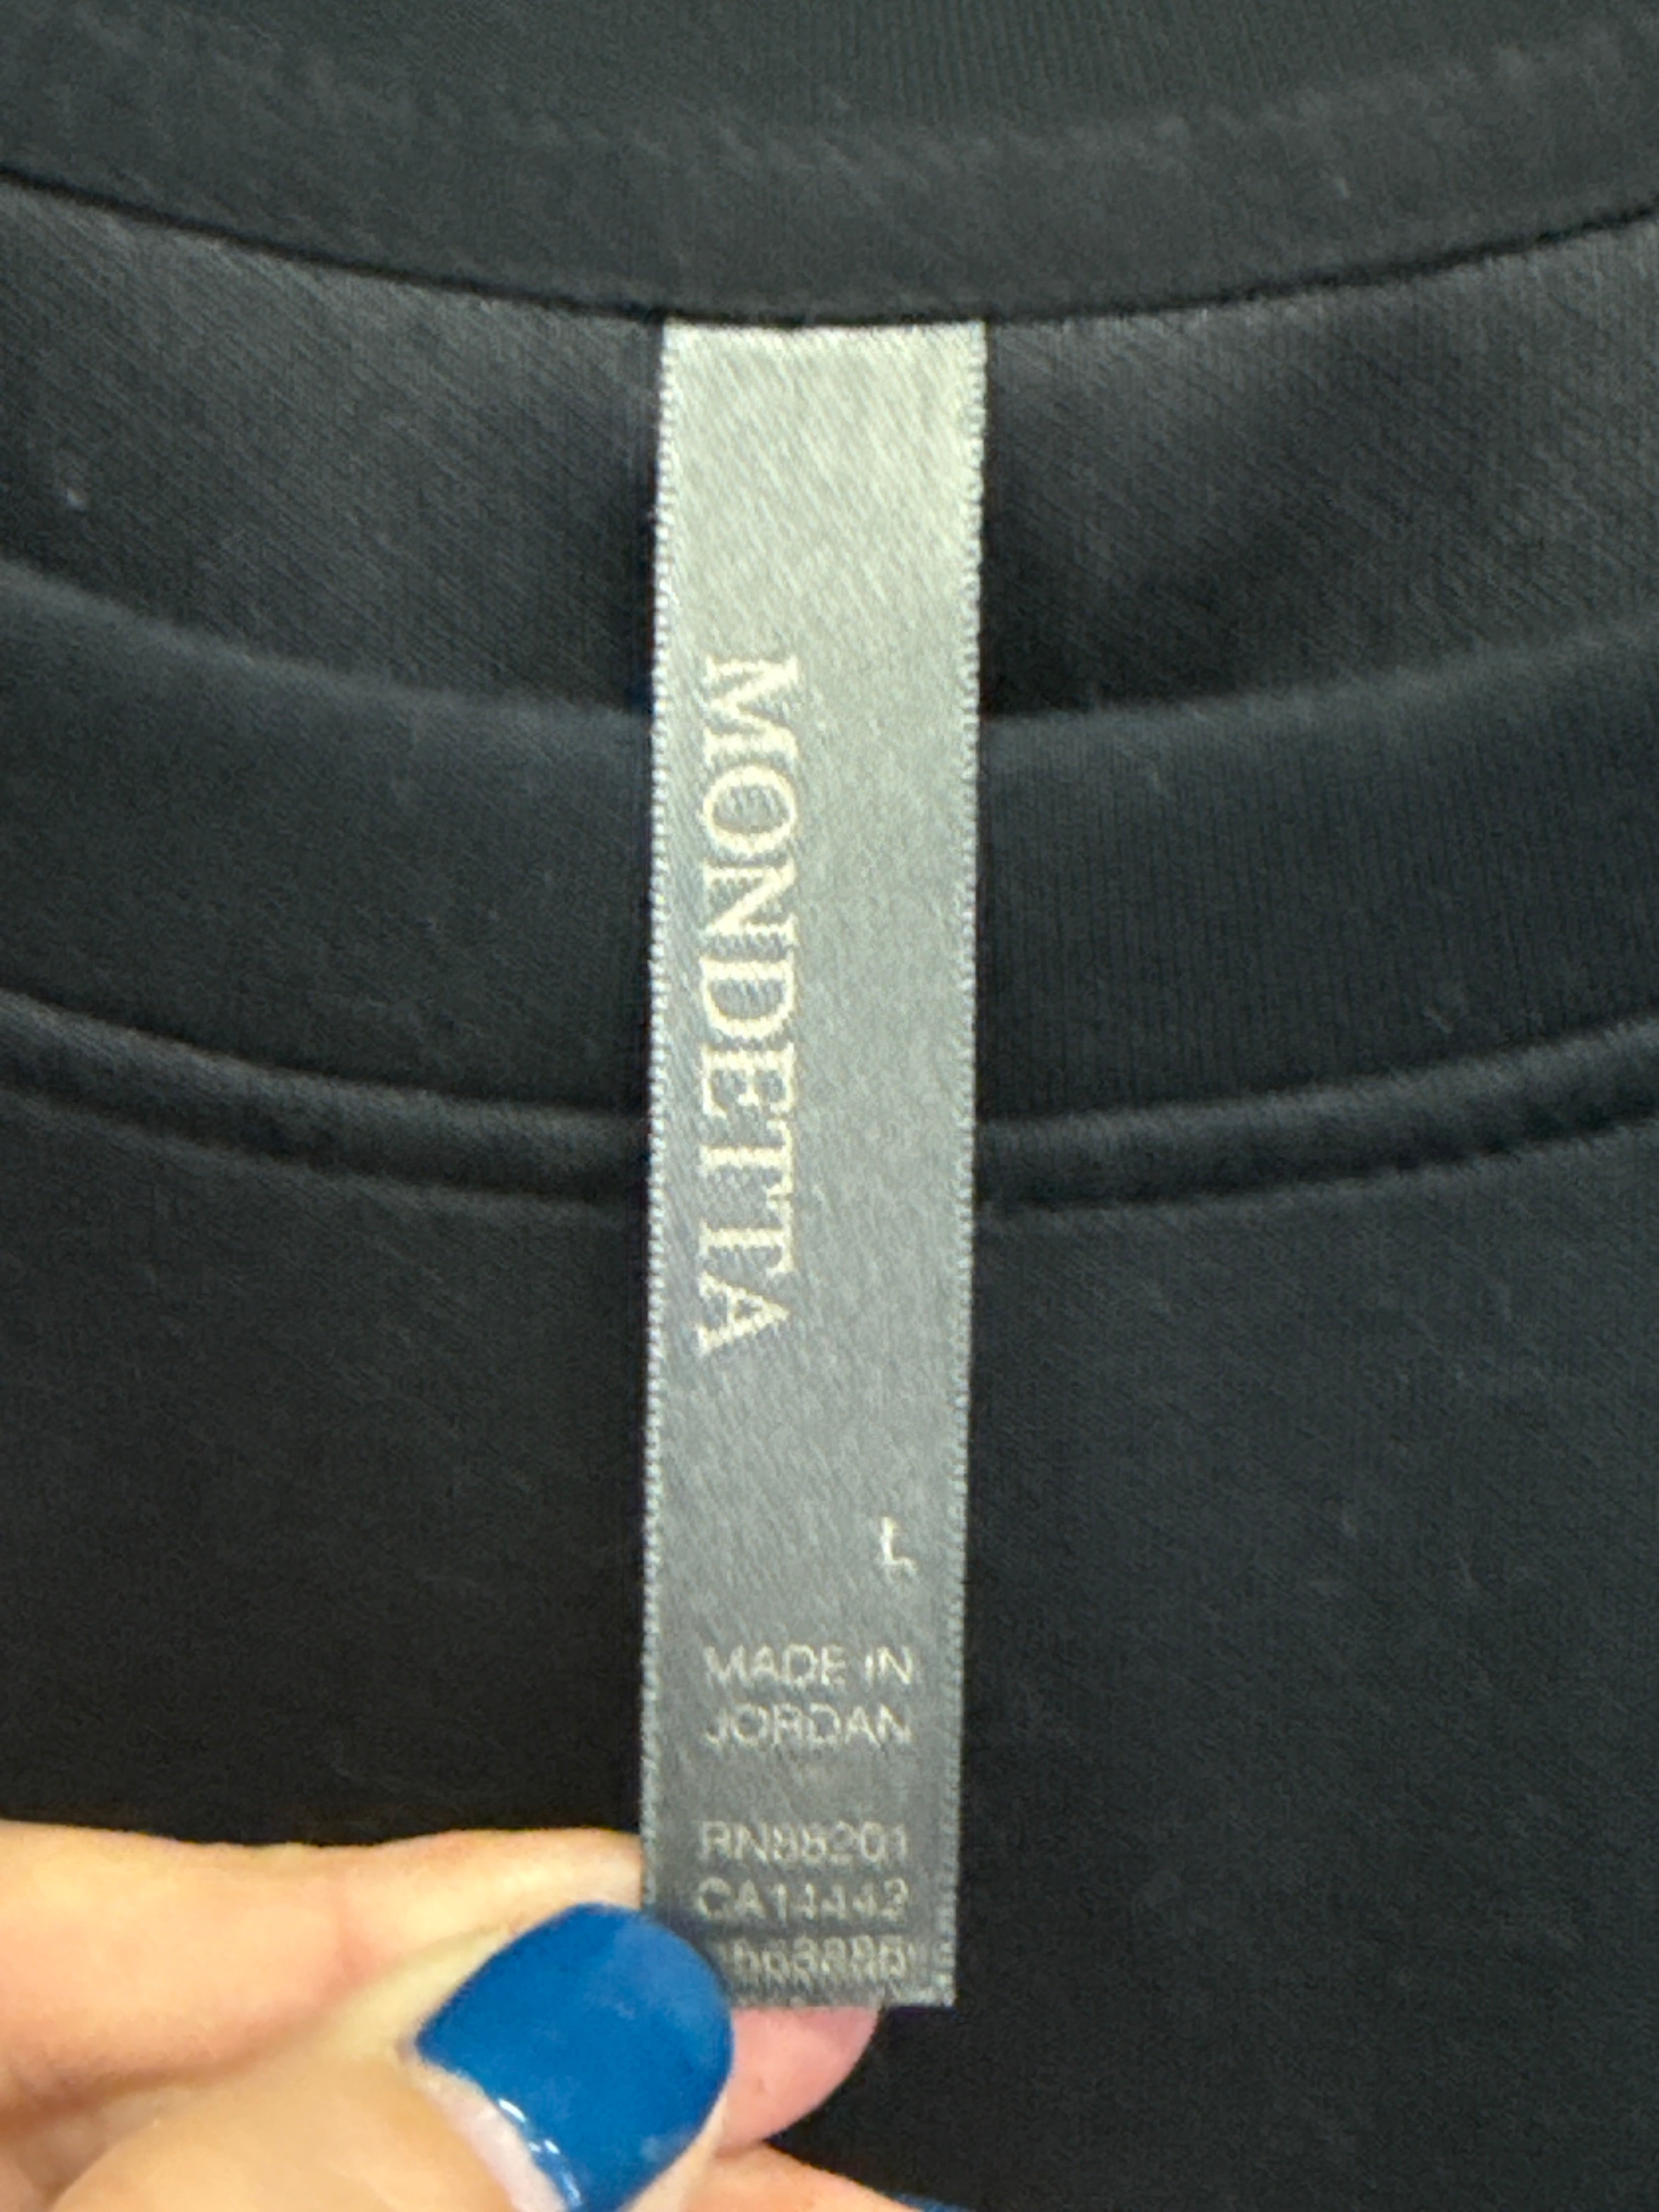 MONDETTA
L
MADE IN
JORDAN
RN88201
CA14442